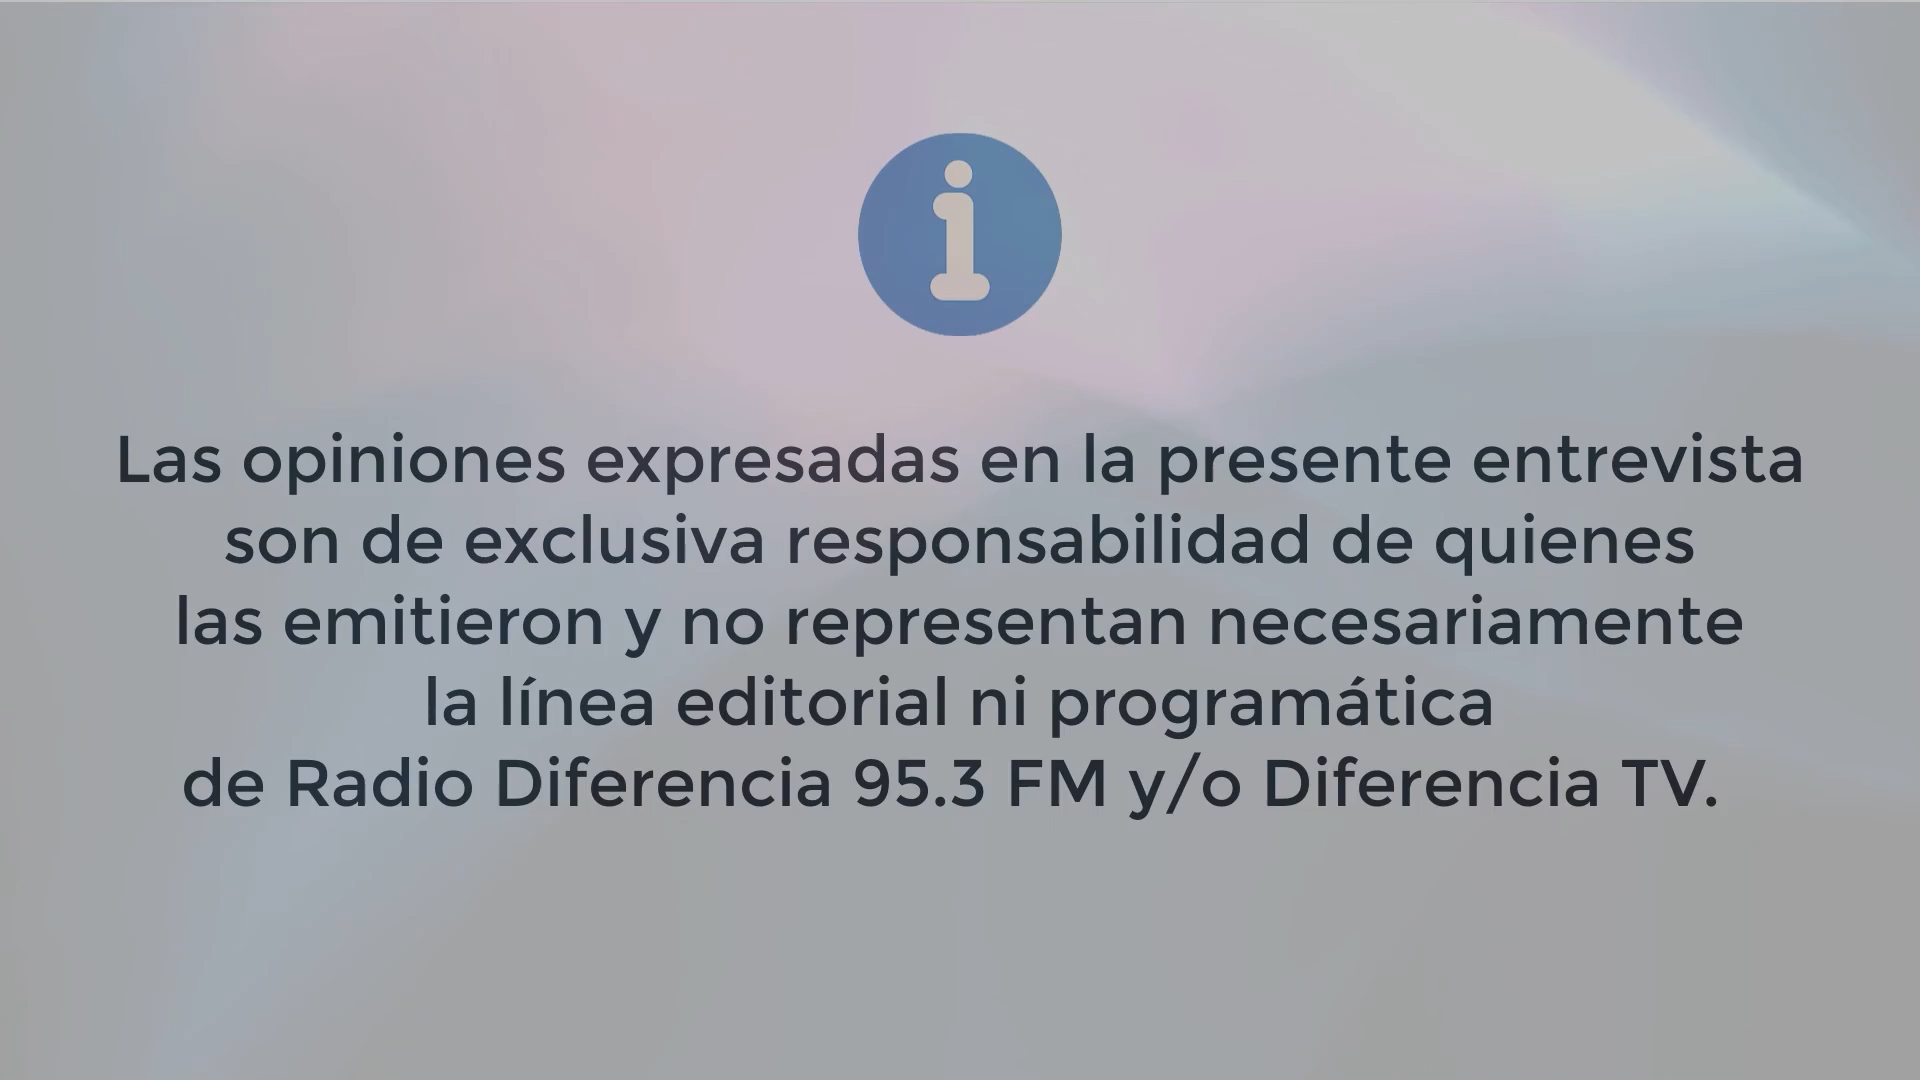 Las opiniones expresadas en la presente entrevista
son de exclusiva responsabilidad de quienes
las emitieron y no representan necesariamente
la línea editorial ni programática
de Radio Diferencia 95.3 FM y/o Diferencia TV.